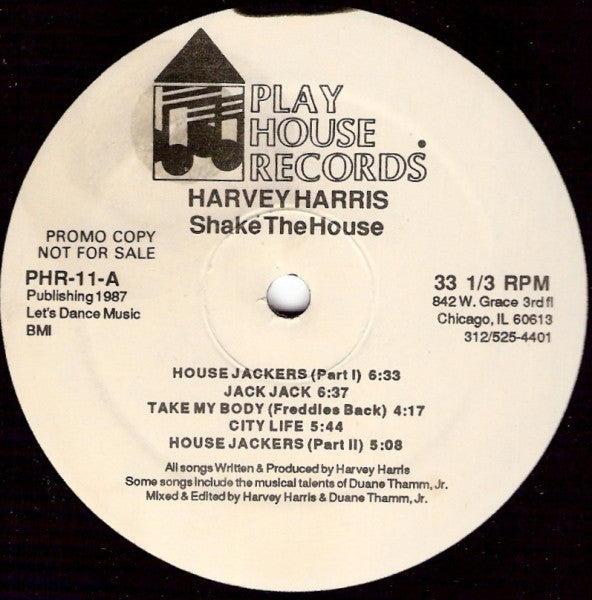 PLAY
HOUSE
RECORDS
HARVEY HARRIS
Shake The House
PROMO COPY
NOT FOR SALE
PHR-11-A
Publishing 1987
Let's Dance Music
BMI
33 1/3 RPM
842 W. Grace 3rd fl
Chicago, IL 60613
312/525-4401
HOUSE JACKERS (Part I) 6:33
JACK JACK 6:37
TAKE MY BODY (Freddies Back) 4:17
CITY LIFE 5:44
HOUSE JACKERS (Part II) 5:08
All songs Written & Produced by Harvey Harris
Some songs include the musical talents of Duane Thamm, Jr.
Mixed & Edited by Harvey Harris & Duane Thamm, Jr.